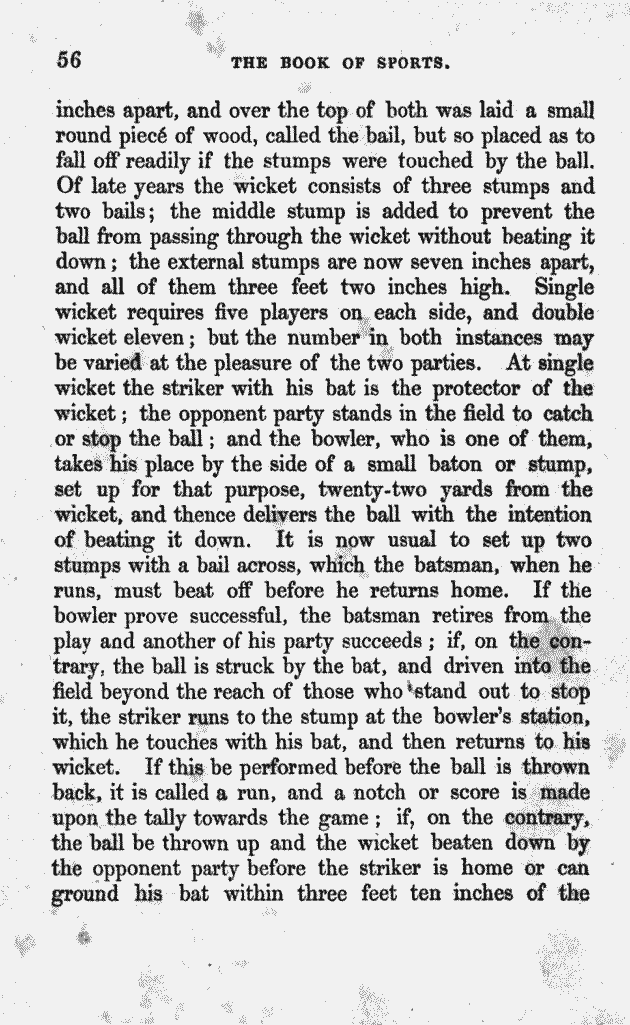 56 THE BOOK OF SPORTS.
inches apart, and over the top of both was laid a small
round piecé of wood, called the bail, but so placed as to
fall off readily if the stumps were touched by the ball.
Of late years the wicket consists of three stumps and
two bails; the middle stump is added to prevent the
ball from passing through the wicket without beating it
down; the external stumps are now seven inches apart,
and all of them three feet two inches high. Single
wicket requires five players on each side, and double
wicket eleven; but the number in both instances may
be varied at the pleasure of the two parties. At single
wicket the striker with his bat is the protector of the
wicket; the opponent party stands in the field to catch
or stop the ball; and the bowler, who is one of them,
takes his place by the side of a small baton or stump,
set up for that purpose, twenty-two yards from the
wicket, and thence delivers the ball with the intention
of beating it down. It is now usual to set up two
stumps with a bail across, which the batsman, when he
runs, must beat off before he returns home. If the
bowler prove successful, the batsman retires from the
play and another of his party succeeds; if, on the con-
trary, the ball is struck by the bat, and driven into the
field beyond the reach of those who stand out to stop
it, the striker runs to the stump at the bowler's station,
which he touches with his bat, and then returns to his
wicket. If this be performed before the ball is thrown
back, it is called a run, and a notch or score is made
upon the tally towards the game; if, on the contrary,
the ball be thrown up and the wicket beaten down by
the opponent party before the striker is home or can
ground his bat within three feet ten inches of the